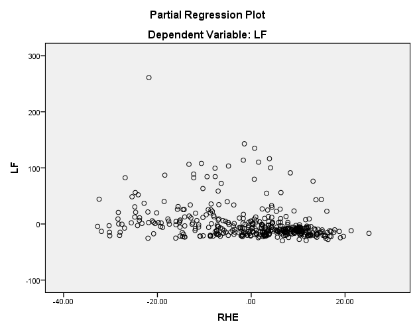 Partial Regression Plot
Dependent Variable: LF
300
200
100
0
-100
LF
-40.00
-20.00
.00
20.00
RHE